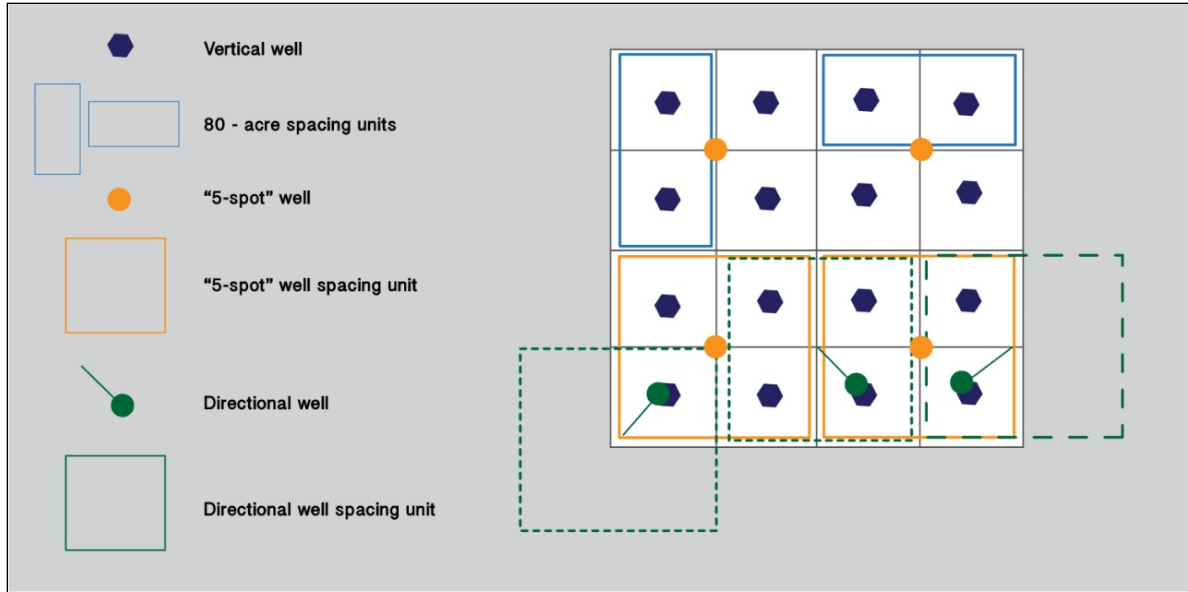 Vertical well
80 - acre spacing units
“5-spot” well
“5-spot” well spacing unit
Directional well
Directional well spacing unit